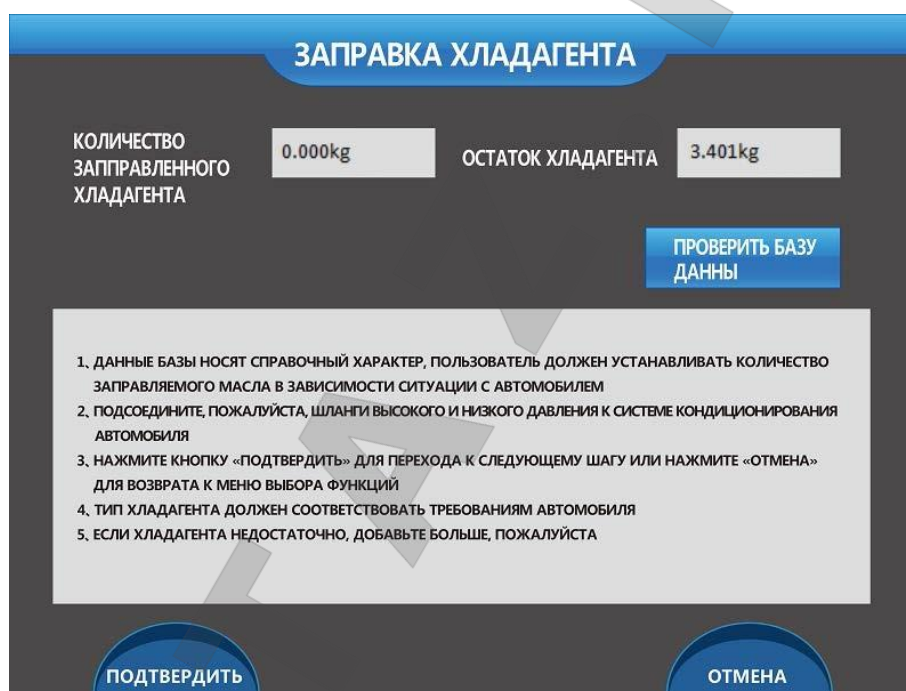 ЗАПРАВКА ХЛАДАГЕНТА
КОЛИЧЕСТВО
ЗАППРАВЛЕННОГО
ХЛАДАГЕНТА
0.000kg
ОСТАТОК ХЛАДАГЕНТА
3.401kg
ПРОВЕРИТЬ БАЗУ
ДАННЫ
1、ДАННЫЕ БАЗЫ НОСЯТ СПРАВОЧНЫЙ ХАРАКТЕР, ПОЛЬЗОВАТЕЛЬ ДОЛЖЕН УСТАНАВЛИВАТЬ КОЛИЧЕСТВО
ЗАПРАВЛЯЕМОГО МАСЛА В ЗАВИСИМОСТИ СИТУАЦИИ С АВТОМОБИЛЕМ
2、ПОДСОЕДИНИТЕ, ПОЖАЛУЙСТА, ШЛАНГИ ВЫСОКОГО И НИЗКОГО ДАВЛЕНИЯ К СИСТЕМЕ КОНДИЦИОНИРОВАНИЯ
АВТОМОБИЛЯ
3、НАЖМИТЕ КНОПКУ «ПОДТВЕРДИТЬ» ДЛЯ ПЕРЕХОДА К СЛЕДУЮЩЕМУ ШАГУ ИЛИ НАЖМИТЕ «ОТМЕНА»
ДЛЯ ВОЗВРАТА К МЕНЮ ВЫБОРА ФУНКЦИЙ
4、ТИП ХЛАДАГЕНТА ДОЛЖЕН СООТВЕТСТВОВАТЬ ТРЕБОВАНИЯМ АВТОМОБИЛЯ
5、ЕСЛИ ХЛАДАГЕНТА НЕДОСТАТОЧНО, ДОБАВЬТЕ БОЛЬШЕ, ПОЖАЛУЙСТА
ПОДТВЕРДИТЬ
ОТМЕНА